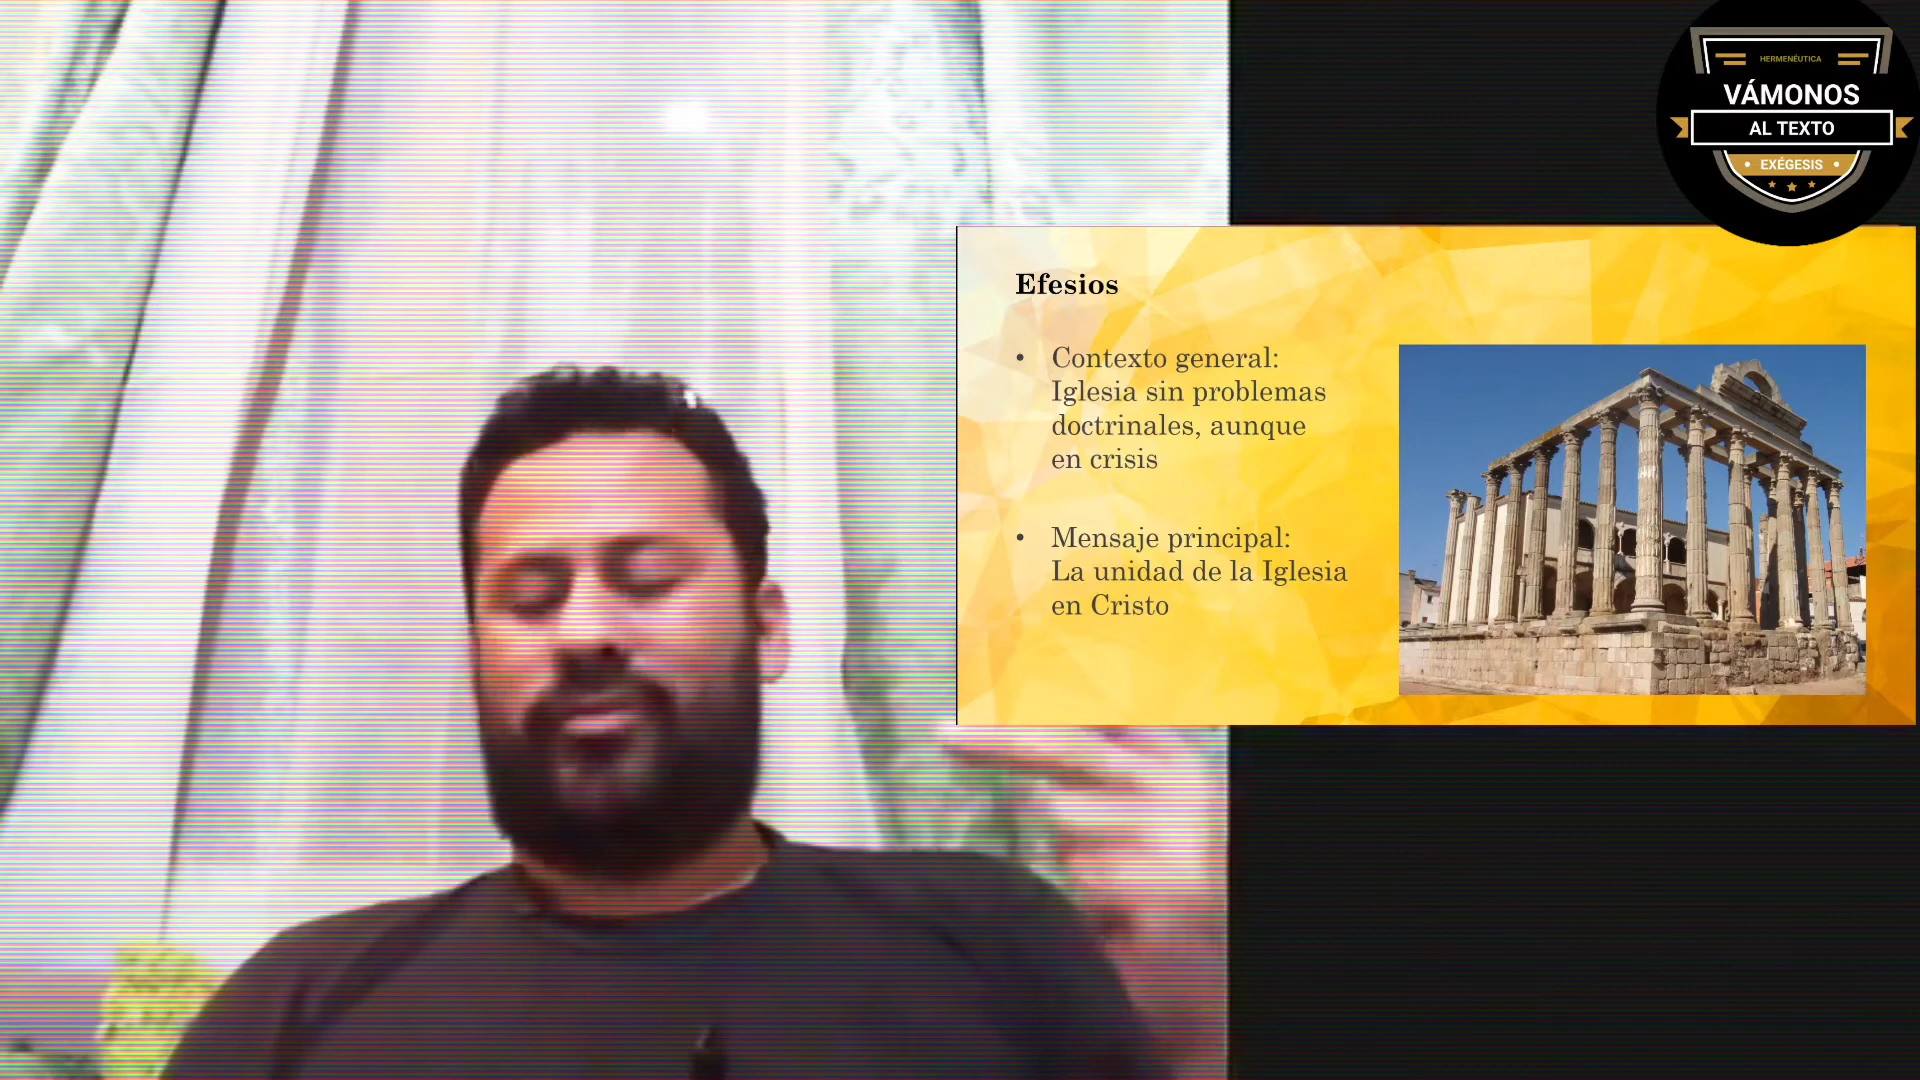 HERMENÉUTICA
VÁMONOS
AL TEXTO
• EXÉGESIS •
Efesios
• Contexto general:
Iglesia sin problemas
doctrinales, aunque
en crisis
• Mensaje principal:
La unidad de la Iglesia
en Cristo